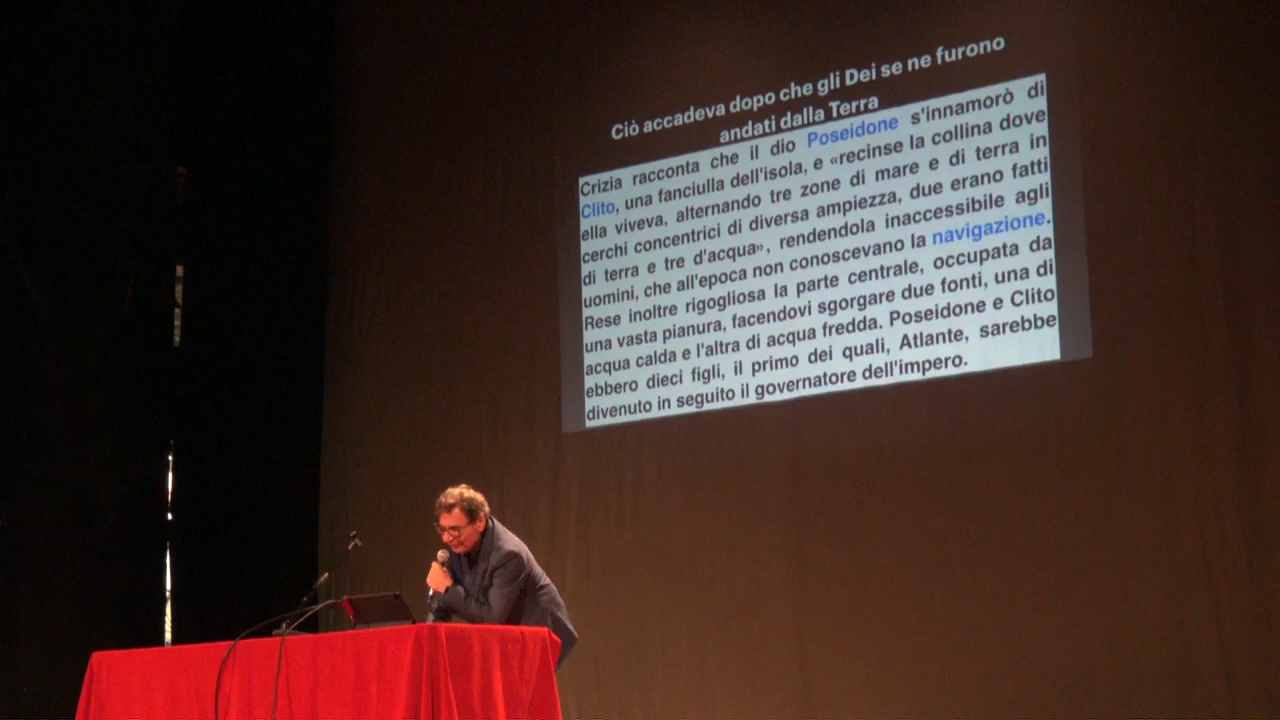 Ciò accadeva dopo che gli Dei se ne furono
andati dalla Terra
Crizia racconta che il dio Poseidone s'innamorò di
Clito, una fanciulla dell'isola, e «recinse la collina dove
ella viveva, alternando tre zone di mare e di terra in
cerchi concentrici di diversa ampiezza, due erano fatti
di terra e tre d'acqua», rendendola inaccessibile agli
uomini, che all'epoca non conoscevano la navigazione.
Rese inoltre rigogliosa la parte centrale, occupata da
una vasta pianura, facendovi sgorgare due fonti, una di
acqua calda e l'altra di acqua fredda. Poseidone e Clito
ebbero dieci figli, il primo dei quali, Atlante, sarebbe
divenuto in seguito il governatore dell'impero.